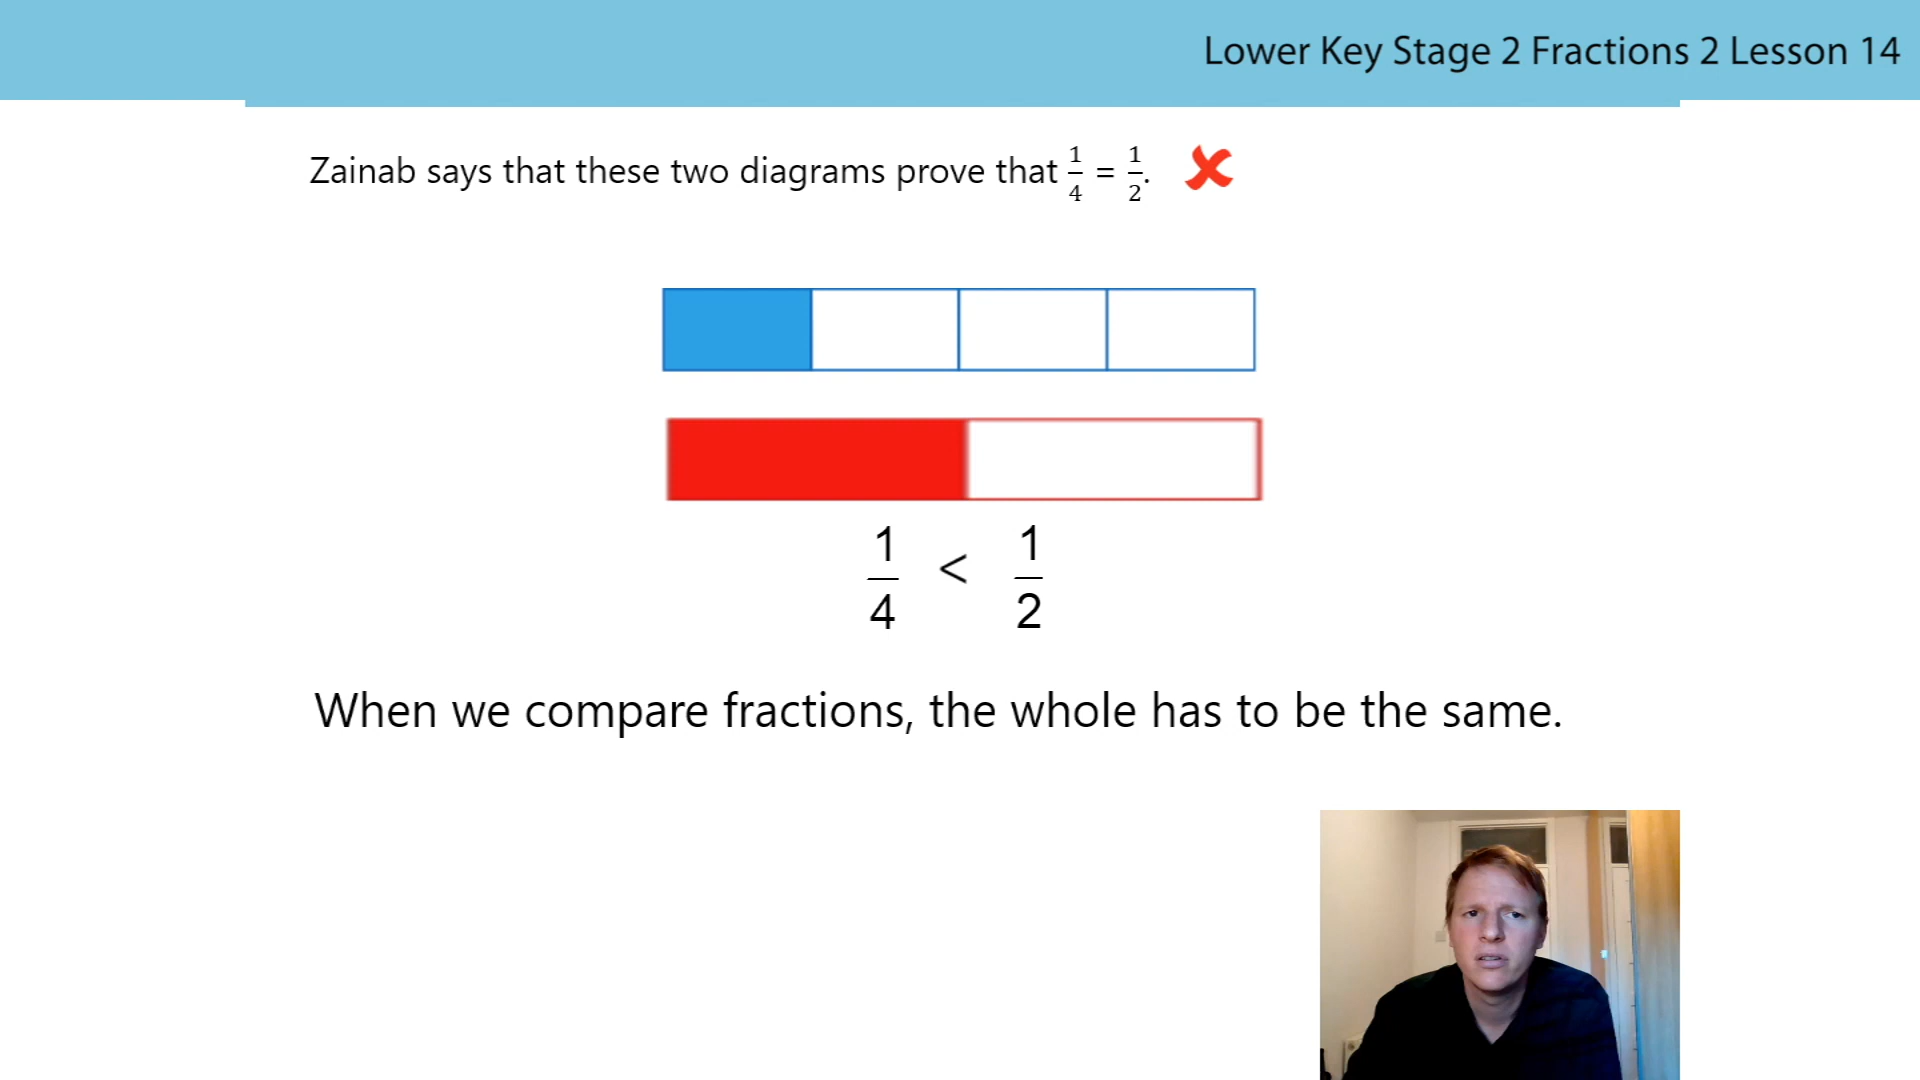 Lower Key Stage 2 Fractions 2 Lesson 14
Zainab says that these two diagrams prove that 1/4 = 1/2.
1/4 < 1/2
When we compare fractions, the whole has to be the same.